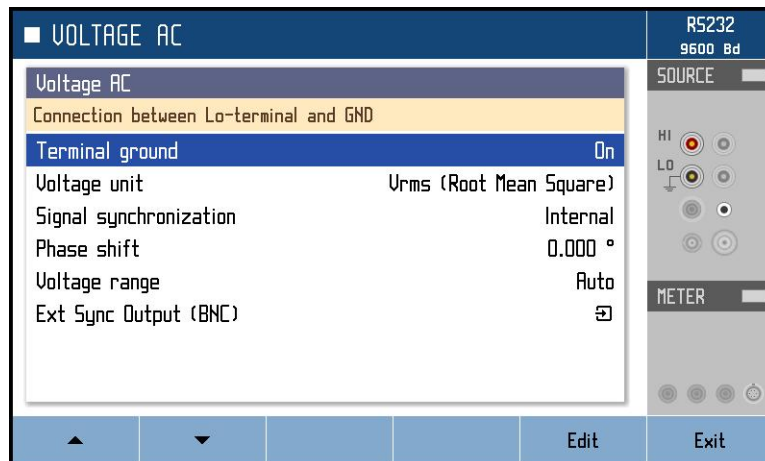 VOLTAGE AC
RS232
9600 Bd
Voltage AC
Connection between Lo-terminal and GND
Terminal ground On
Voltage unit Vrms (Root Mean Square)
Signal synchronization Internal
Phase shift 0.000 °
Voltage range Auto
Ext Sync Output (BNC)
SOURCE
HI
LO
METER
Edit
Exit